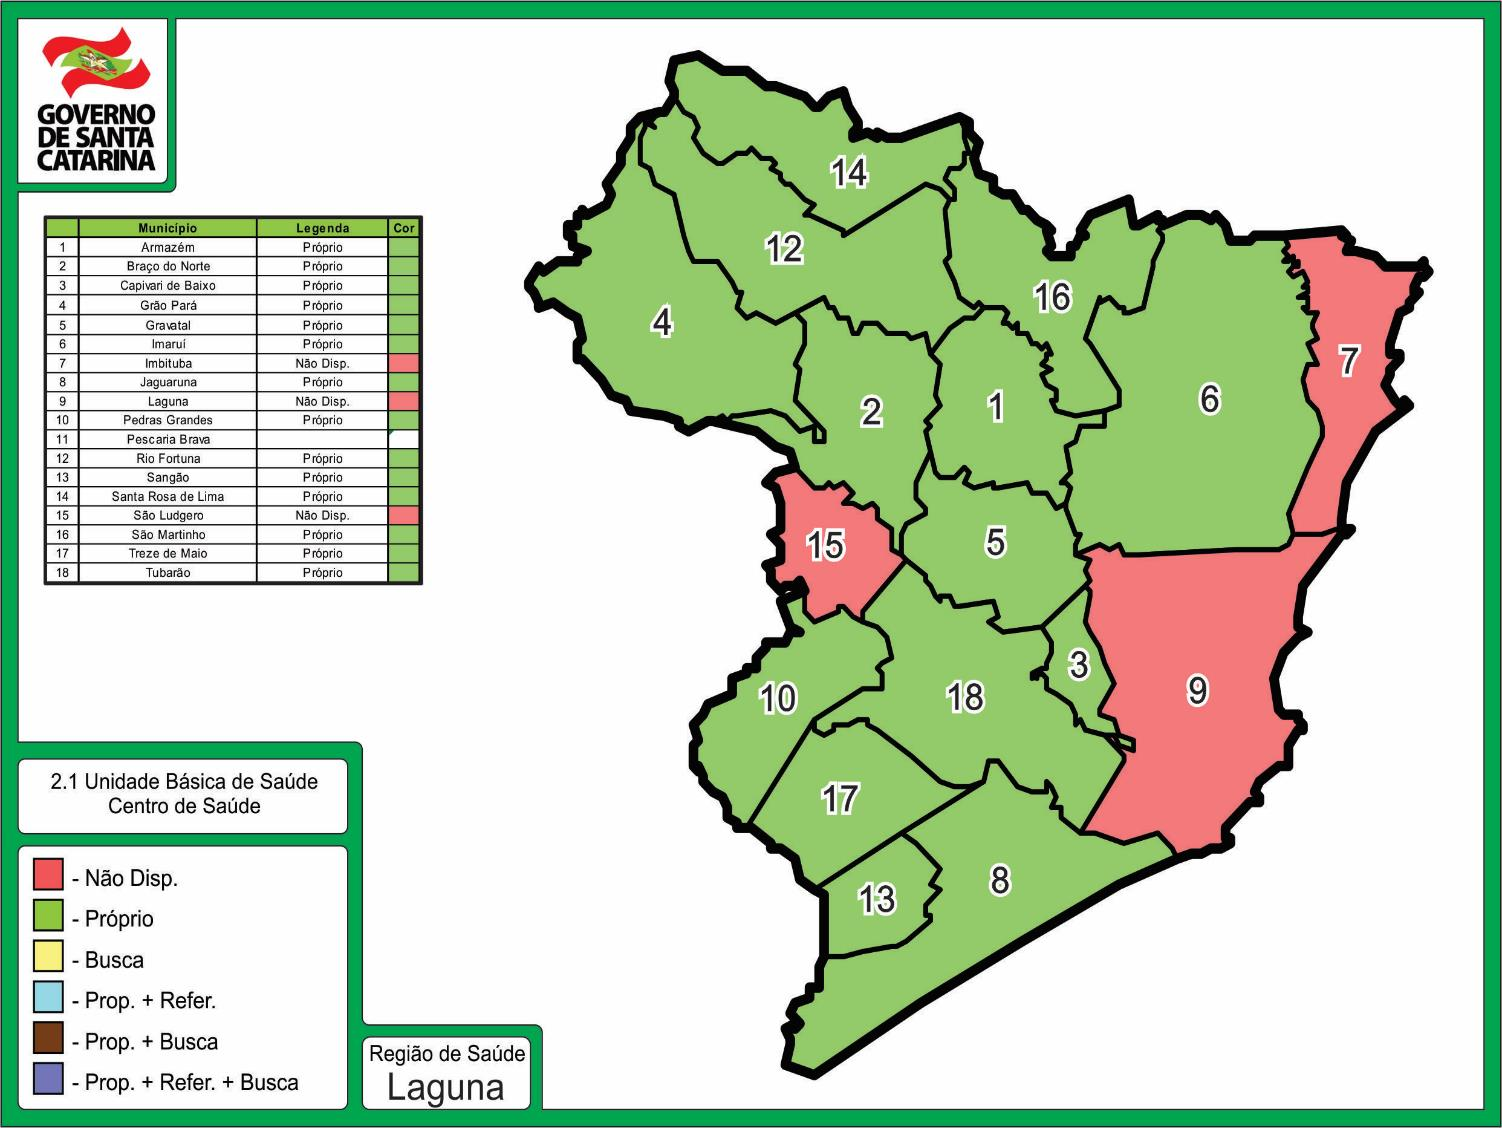 GOVERNO
DE SANTA
CATARINA
Município Legenda Cor
1 Armazém Próprio
2 Braço do Norte Próprio
3 Capivari de Baixo Próprio
4 Grão Pará Próprio
5 Gravatal Próprio
6 Imaruí Próprio
7 Imbituba Não Disp.
8 Jaguaruna Próprio
9 Laguna Não Disp.
10 Pedras Grandes Próprio
11 Pescaria Brava
12 Rio Fortuna Próprio
13 Sangão Próprio
14 Santa Rosa de Lima Próprio
15 São Ludgero Não Disp.
16 São Martinho Próprio
17 Treze de Maio Próprio
18 Tubarão Próprio
14
12
16
4
7
6
2
1
5
15
3
9
10
18
17
8
13
2.1 Unidade Básica de Saúde
Centro de Saúde
- Não Disp.
- Próprio
- Busca
- Prop. + Refer.
- Prop. + Busca
- Prop. + Refer. + Busca
Região de Saúde
Laguna